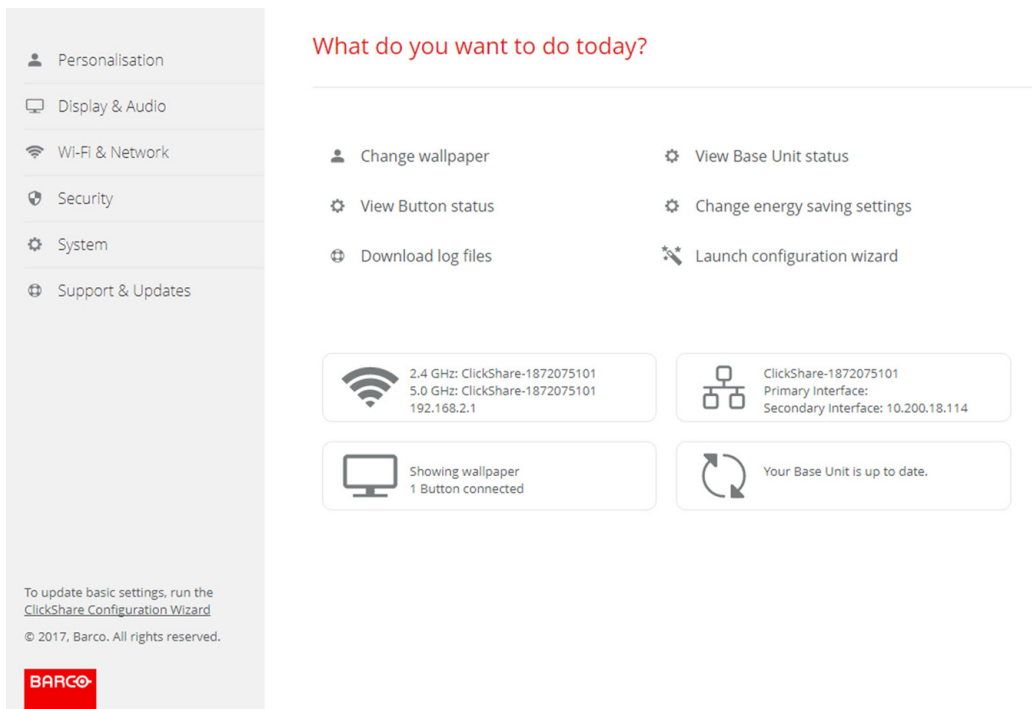 Personalisation
Display & Audio
Wi-Fi & Network
Security
System
Support & Updates
To update basic settings, run the
ClickShare Configuration Wizard
© 2017, Barco. All rights reserved.
BARCO
What do you want to do today?
Change wallpaper
View Base Unit status
View Button status
Change energy saving settings
Download log files
Launch configuration wizard
2.4 GHz: ClickShare-1872075101
5.0 GHz: ClickShare-1872075101
192.168.2.1
ClickShare-1872075101
Primary Interface:
Secondary Interface: 10.200.18.114
Showing wallpaper
1 Button connected
Your Base Unit is up to date.